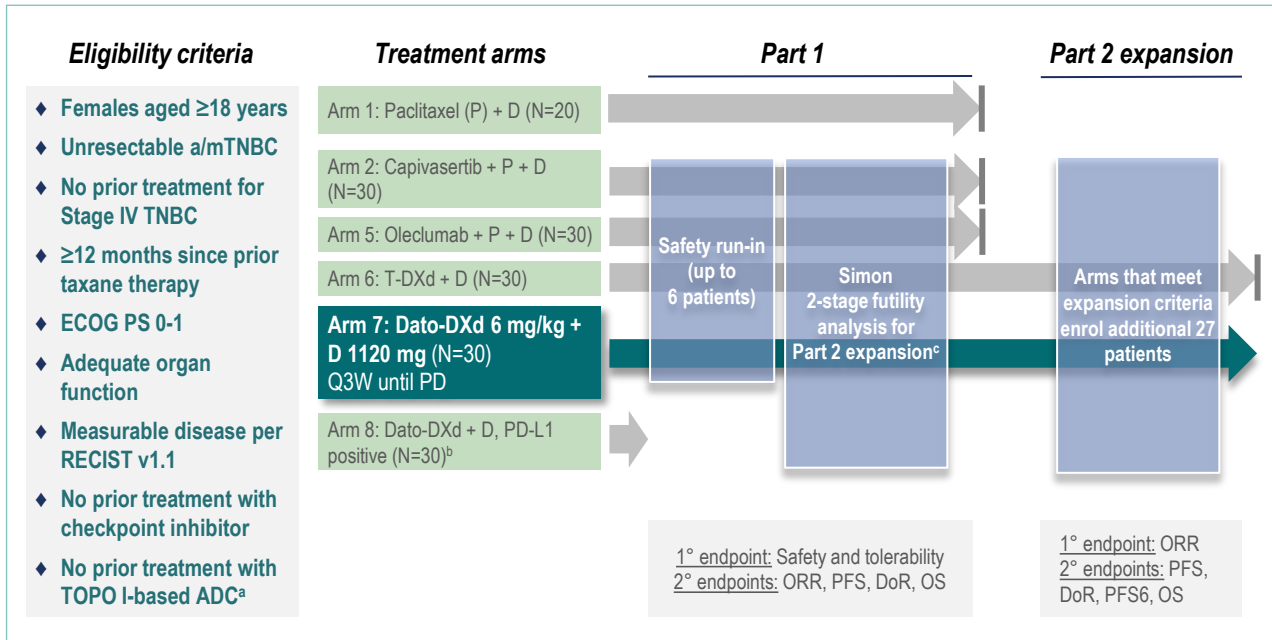 Eligibility criteria
♦ Females aged ≥18 years
♦ Unresectable a/mTNBC
♦ No prior treatment for
Stage IV TNBC
♦ ≥12 months since prior
taxane therapy
♦ ECOG PS 0-1
♦ Adequate organ
function
♦ Measurable disease per
RECIST v1.1
♦ No prior treatment with
checkpoint inhibitor
♦ No prior treatment with
TOPO I-based ADCᵃ
Treatment arms
Arm 1: Paclitaxel (P) + D (N=20)
Arm 2: Capivasertib + P + D
(N=30)
Arm 5: Oleclumab + P + D (N=30)
Arm 6: T-DXd + D (N=30)
Arm 7: Dato-DXd 6 mg/kg +
D 1120 mg (N=30)
Q3W until PD
Arm 8: Dato-DXd + D, PD-L1
positive (N=30)ᵇ
Part 1
Safety run-in
(up to
6 patients)
Simon
2-stage futility
analysis for
Part 2 expansionᶜ
1° endpoint: Safety and tolerability
2° endpoints: ORR, PFS, DoR, OS
Part 2 expansion
Arms that meet
expansion criteria
enrol additional 27
patients
1° endpoint: ORR
2° endpoints: PFS,
DoR, PFS6, OS